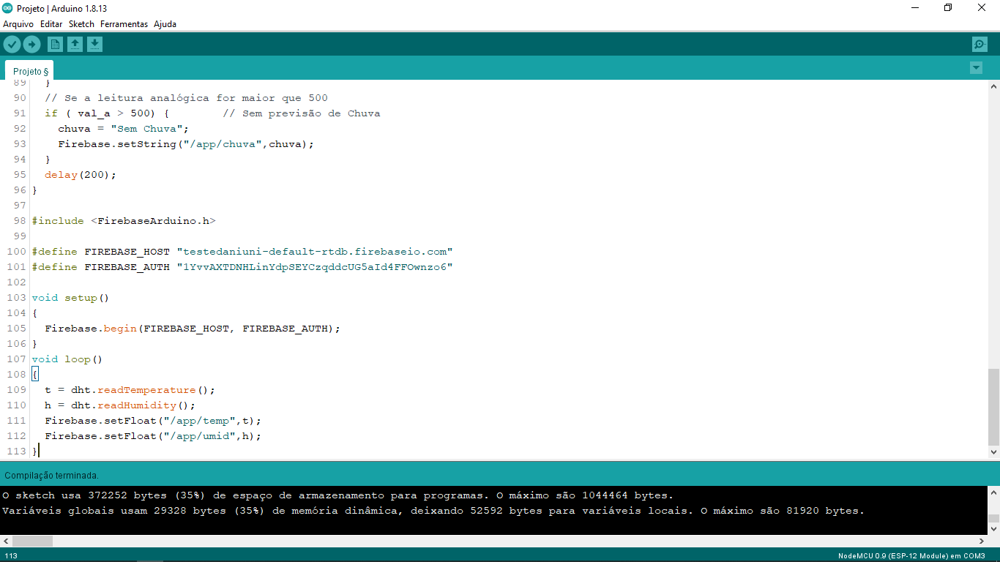 Projeto | Arduino 1.8.13
Arquivo Editar Sketch Ferramentas Ajuda
Projeto §
89   }
90   // Se a leitura analógica for maior que 500
91   if ( val_a > 500) {        // Sem previsão de Chuva
92     chuva = "Sem Chuva";
93     Firebase.setString("/app/chuva",chuva);
94   }
95   delay(200);
96 }
97
98 #include <FirebaseArduino.h>
99
100 #define FIREBASE_HOST "testedaniuni-default-rtdb.firebaseio.com"
101 #define FIREBASE_AUTH "1YvvAXTDNHLinYdpSEYCzqddcUG5aId4FFOwnzo6"
102
103 void setup()
104 {
105   Firebase.begin(FIREBASE_HOST, FIREBASE_AUTH);
106 }
107 void loop()
108 {
109   t = dht.readTemperature();
110   h = dht.readHumidity();
111   Firebase.setFloat("/app/temp",t);
112   Firebase.setFloat("/app/umid",h);
113 }
Compilação terminada.
O sketch usa 372252 bytes (35%) de espaço de armazenamento para programas. O máximo são 1044464 bytes.
Variáveis globais usam 29328 bytes (35%) de memória dinâmica, deixando 52592 bytes para variáveis locais. O máximo são 81920 bytes.
113 NodeMCU 0.9 (ESP-12 Module) em COM3